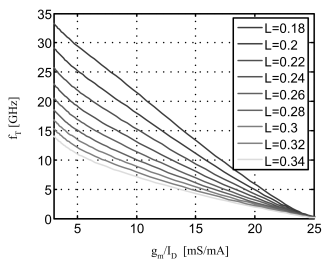 35
30
25
20
15
10
5
0
f_T [GHz]
5
10
15
20
25
g_m/I_D [mS/mA]
L=0.18
L=0.2
L=0.22
L=0.24
L=0.26
L=0.28
L=0.3
L=0.32
L=0.34